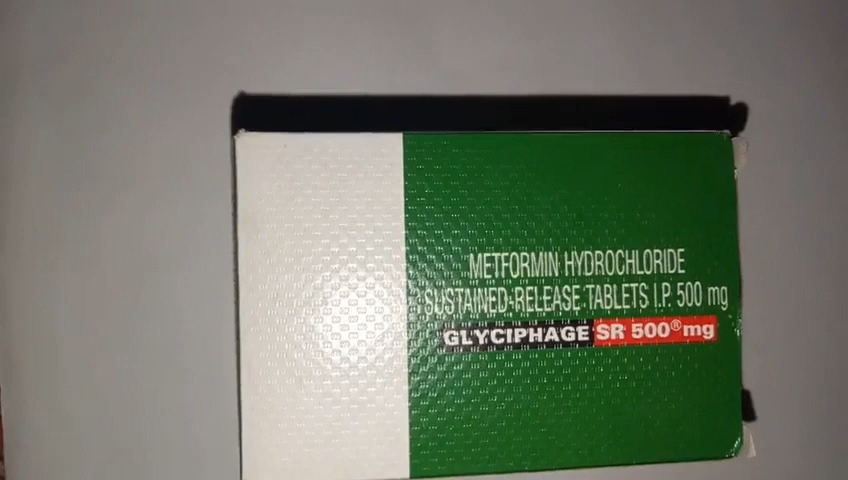 METFORMIN HYDROCHLORIDE
SUSTAINED-RELEASE TABLETS I.P. 500 mg
GLYCIPHAGE SR 500® mg